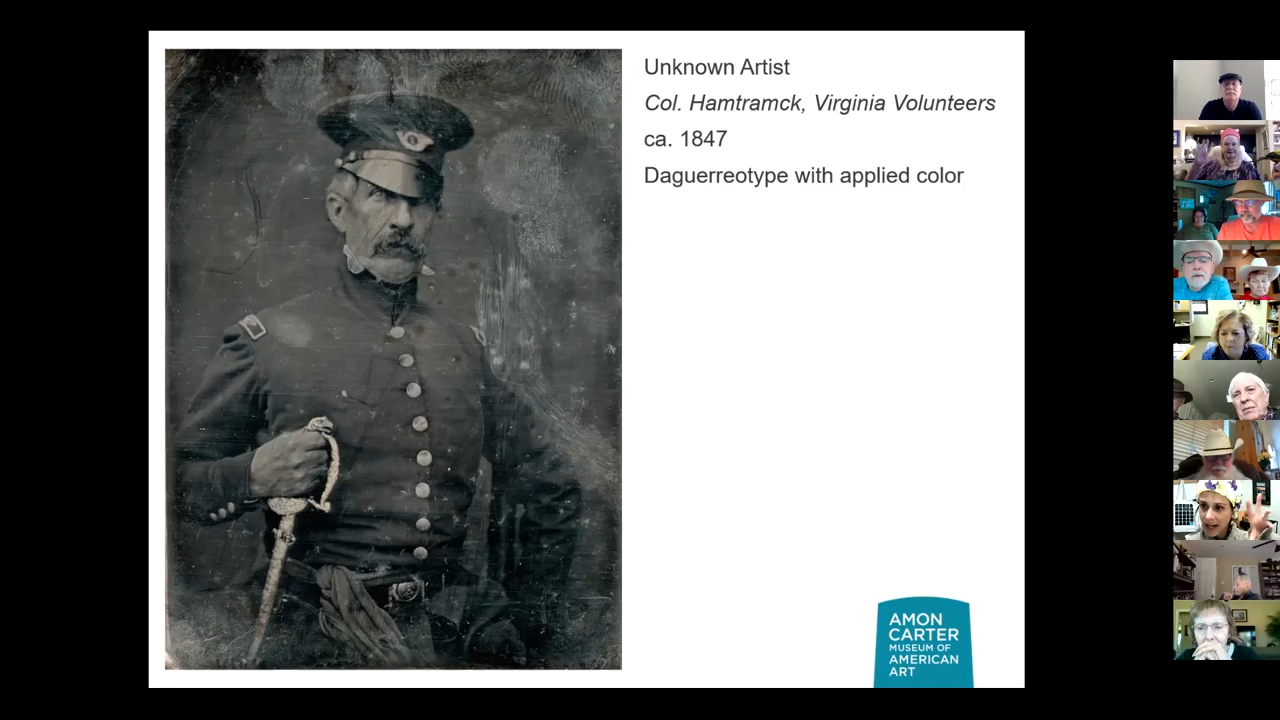 Unknown Artist
Col. Hamtramck, Virginia Volunteers
ca. 1847
Daguerreotype with applied color
AMON
CARTER
MUSEUM OF
AMERICAN
ART